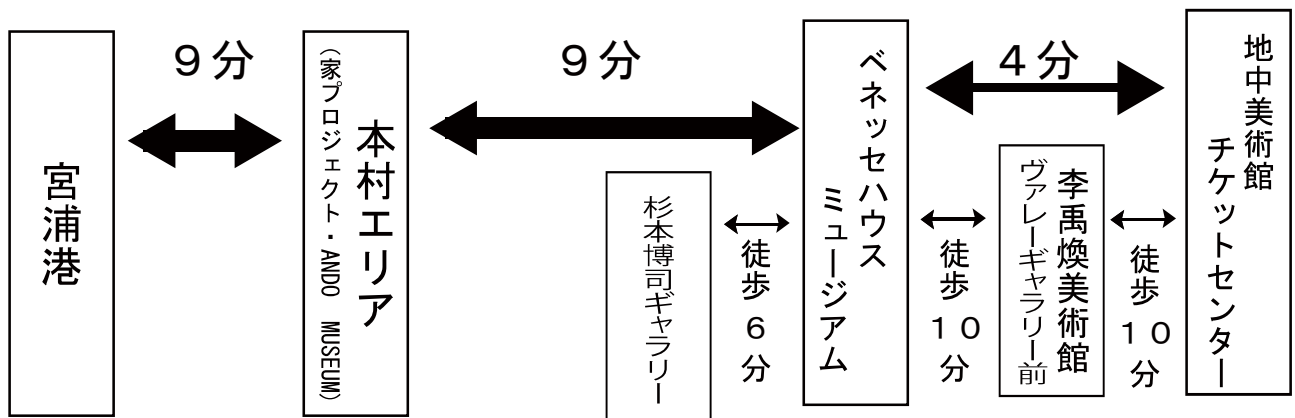 宮浦港
9分
本村エリア
（家プロジェクト・ANDO MUSEUM）
9分
杉本博司ギャラリー
徒歩6分
ベネッセハウス
ミュージアム
4分
徒歩10分
李禹煥美術館
ヴァレーギャラリー前
徒歩10分
地中美術館
チケットセンター